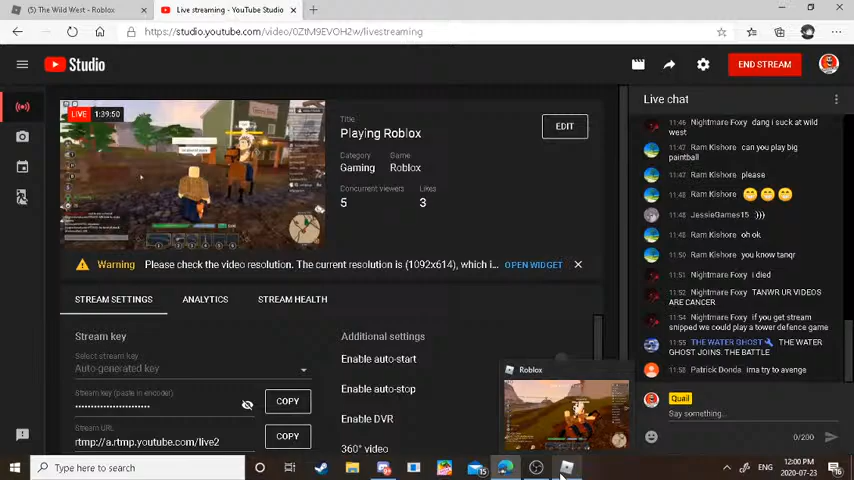 (5) The Wild West - Roblox
Live streaming - YouTube Studio
https://studio.youtube.com/video/0ZtM9EVOH2w/livestreaming
Studio
END STREAM
LIVE 1:39:50
Title
Playing Roblox
EDIT
Category Game
Gaming Roblox
Concurrent viewers Likes
5 3
Warning Please check the video resolution. The current resolution is (1092x614), which i... OPEN WIDGET
STREAM SETTINGS ANALYTICS STREAM HEALTH
Stream key
Select stream key
Auto-generated key
Stream key (paste in encoder)
COPY
Stream URL
rtmp://a.rtmp.youtube.com/live2
COPY
Additional settings
Enable auto-start
Enable auto-stop
Enable DVR
360° video
Roblox
Live chat
11:46 Nightmare Foxy dang i suck at wild
west
11:47 Ram Kishore can you play big
paintball
11:48 Ram Kishore please
11:48 Ram Kishore
11:48 JessieGames15 :)))
11:48 Ram Kishore oh ok
11:50 Ram Kishore you know tanqr
11:51 Nightmare Foxy i died
11:52 Nightmare Foxy TANWR UR VIDEOS
ARE CANCER
11:54 Nightmare Foxy if you get stream
snipped we could play a tower defence game
11:55 THE WATER GHOST THE WATER
GHOST JOINS. THE BATTLE
11:58 Patrick Donda ima try to avenge
Quail
Say something...
0/200
Type here to search
15
ENG
12:00 PM
2020-07-23
16